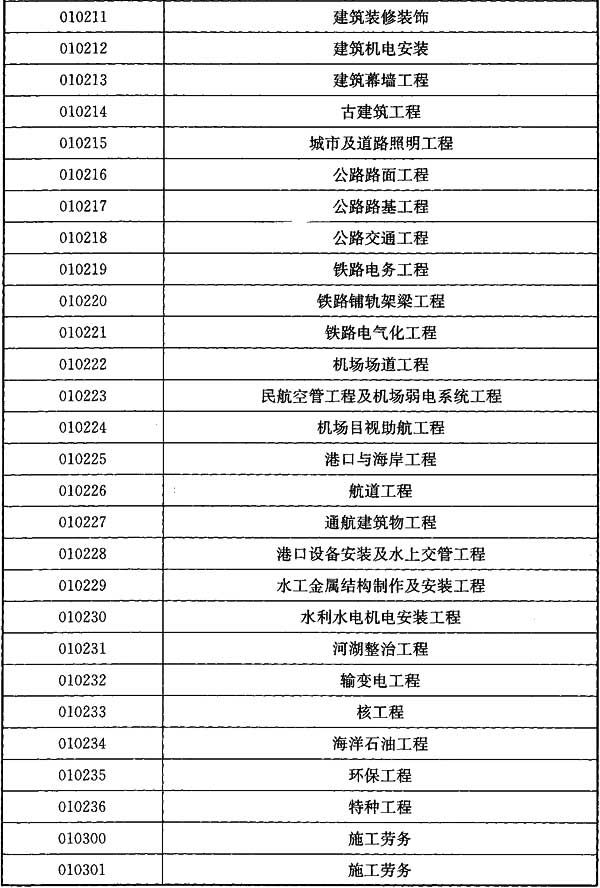 010211 建筑装修装饰
010212 建筑机电安装
010213 建筑幕墙工程
010214 古建筑工程
010215 城市及道路照明工程
010216 公路路面工程
010217 公路路基工程
010218 公路交通工程
010219 铁路电务工程
010220 铁路铺轨架梁工程
010221 铁路电气化工程
010222 机场场道工程
010223 民航空管工程及机场弱电系统工程
010224 机场目视助航工程
010225 港口与海岸工程
010226 航道工程
010227 通航建筑物工程
010228 港口设备安装及水上交管工程
010229 水工金属结构制作及安装工程
010230 水利水电机电安装工程
010231 河湖整治工程
010232 输变电工程
010233 核工程
010234 海洋石油工程
010235 环保工程
010236 特种工程
010300 施工劳务
010301 施工劳务